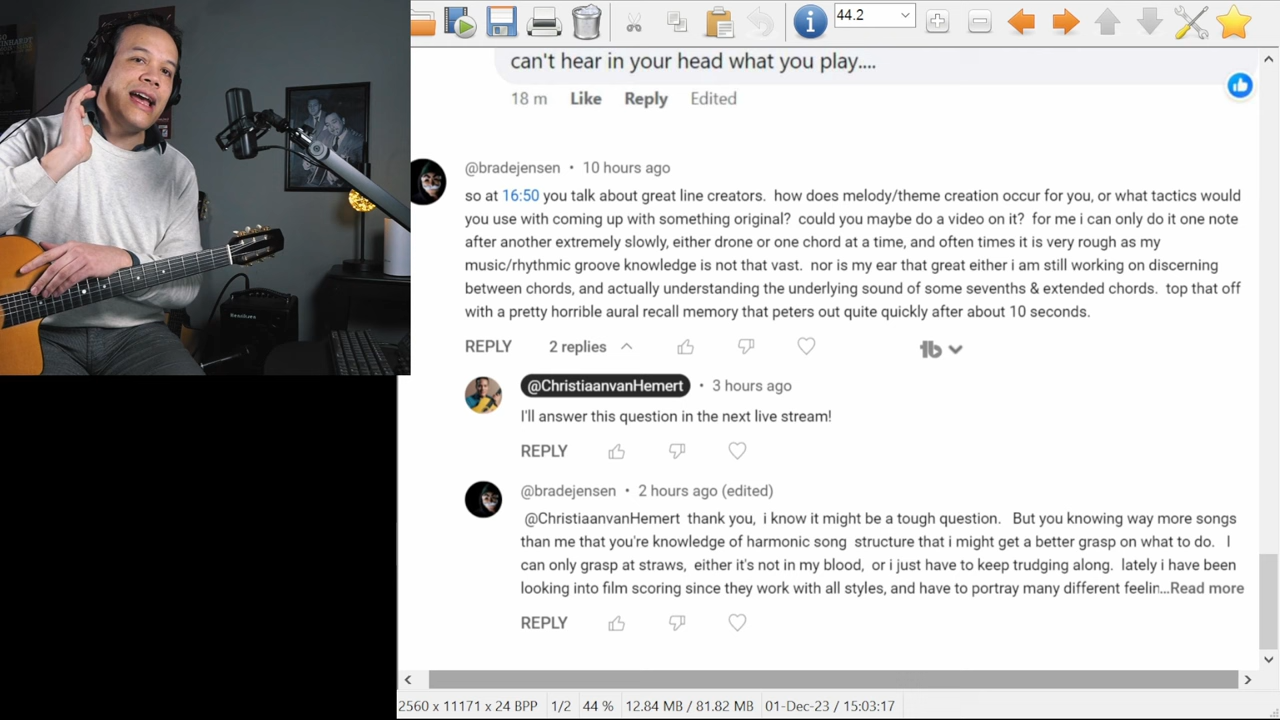 44.2
can't hear in your head what you play....
18 m Like Reply Edited
@bradejensen • 10 hours ago
so at 16:50 you talk about great line creators. how does melody/theme creation occur for you, or what tactics would
you use with coming up with something original? could you maybe do a video on it? for me i can only do it one note
after another extremely slowly, either drone or one chord at a time, and often times it is very rough as my
music/rhythmic groove knowledge is not that vast. nor is my ear that great either i am still working on discerning
between chords, and actually understanding the underlying sound of some sevenths & extended chords. top that off
with a pretty horrible aural recall memory that peters out quite quickly after about 10 seconds.
REPLY 2 replies
@ChristiaanvanHemert • 3 hours ago
I'll answer this question in the next live stream!
REPLY
@bradejensen • 2 hours ago (edited)
@ChristiaanvanHemert thank you, i know it might be a tough question. But you knowing way more songs
than me that you're knowledge of harmonic song structure that i might get a better grasp on what to do. I
can only grasp at straws, either it's not in my blood, or i just have to keep trudging along. lately i have been
looking into film scoring since they work with all styles, and have to portray many different feelin...Read more
REPLY
2560 x 11171 x 24 BPP 1/2 44 % 12.84 MB / 81.82 MB 01-Dec-23 / 15:03:17